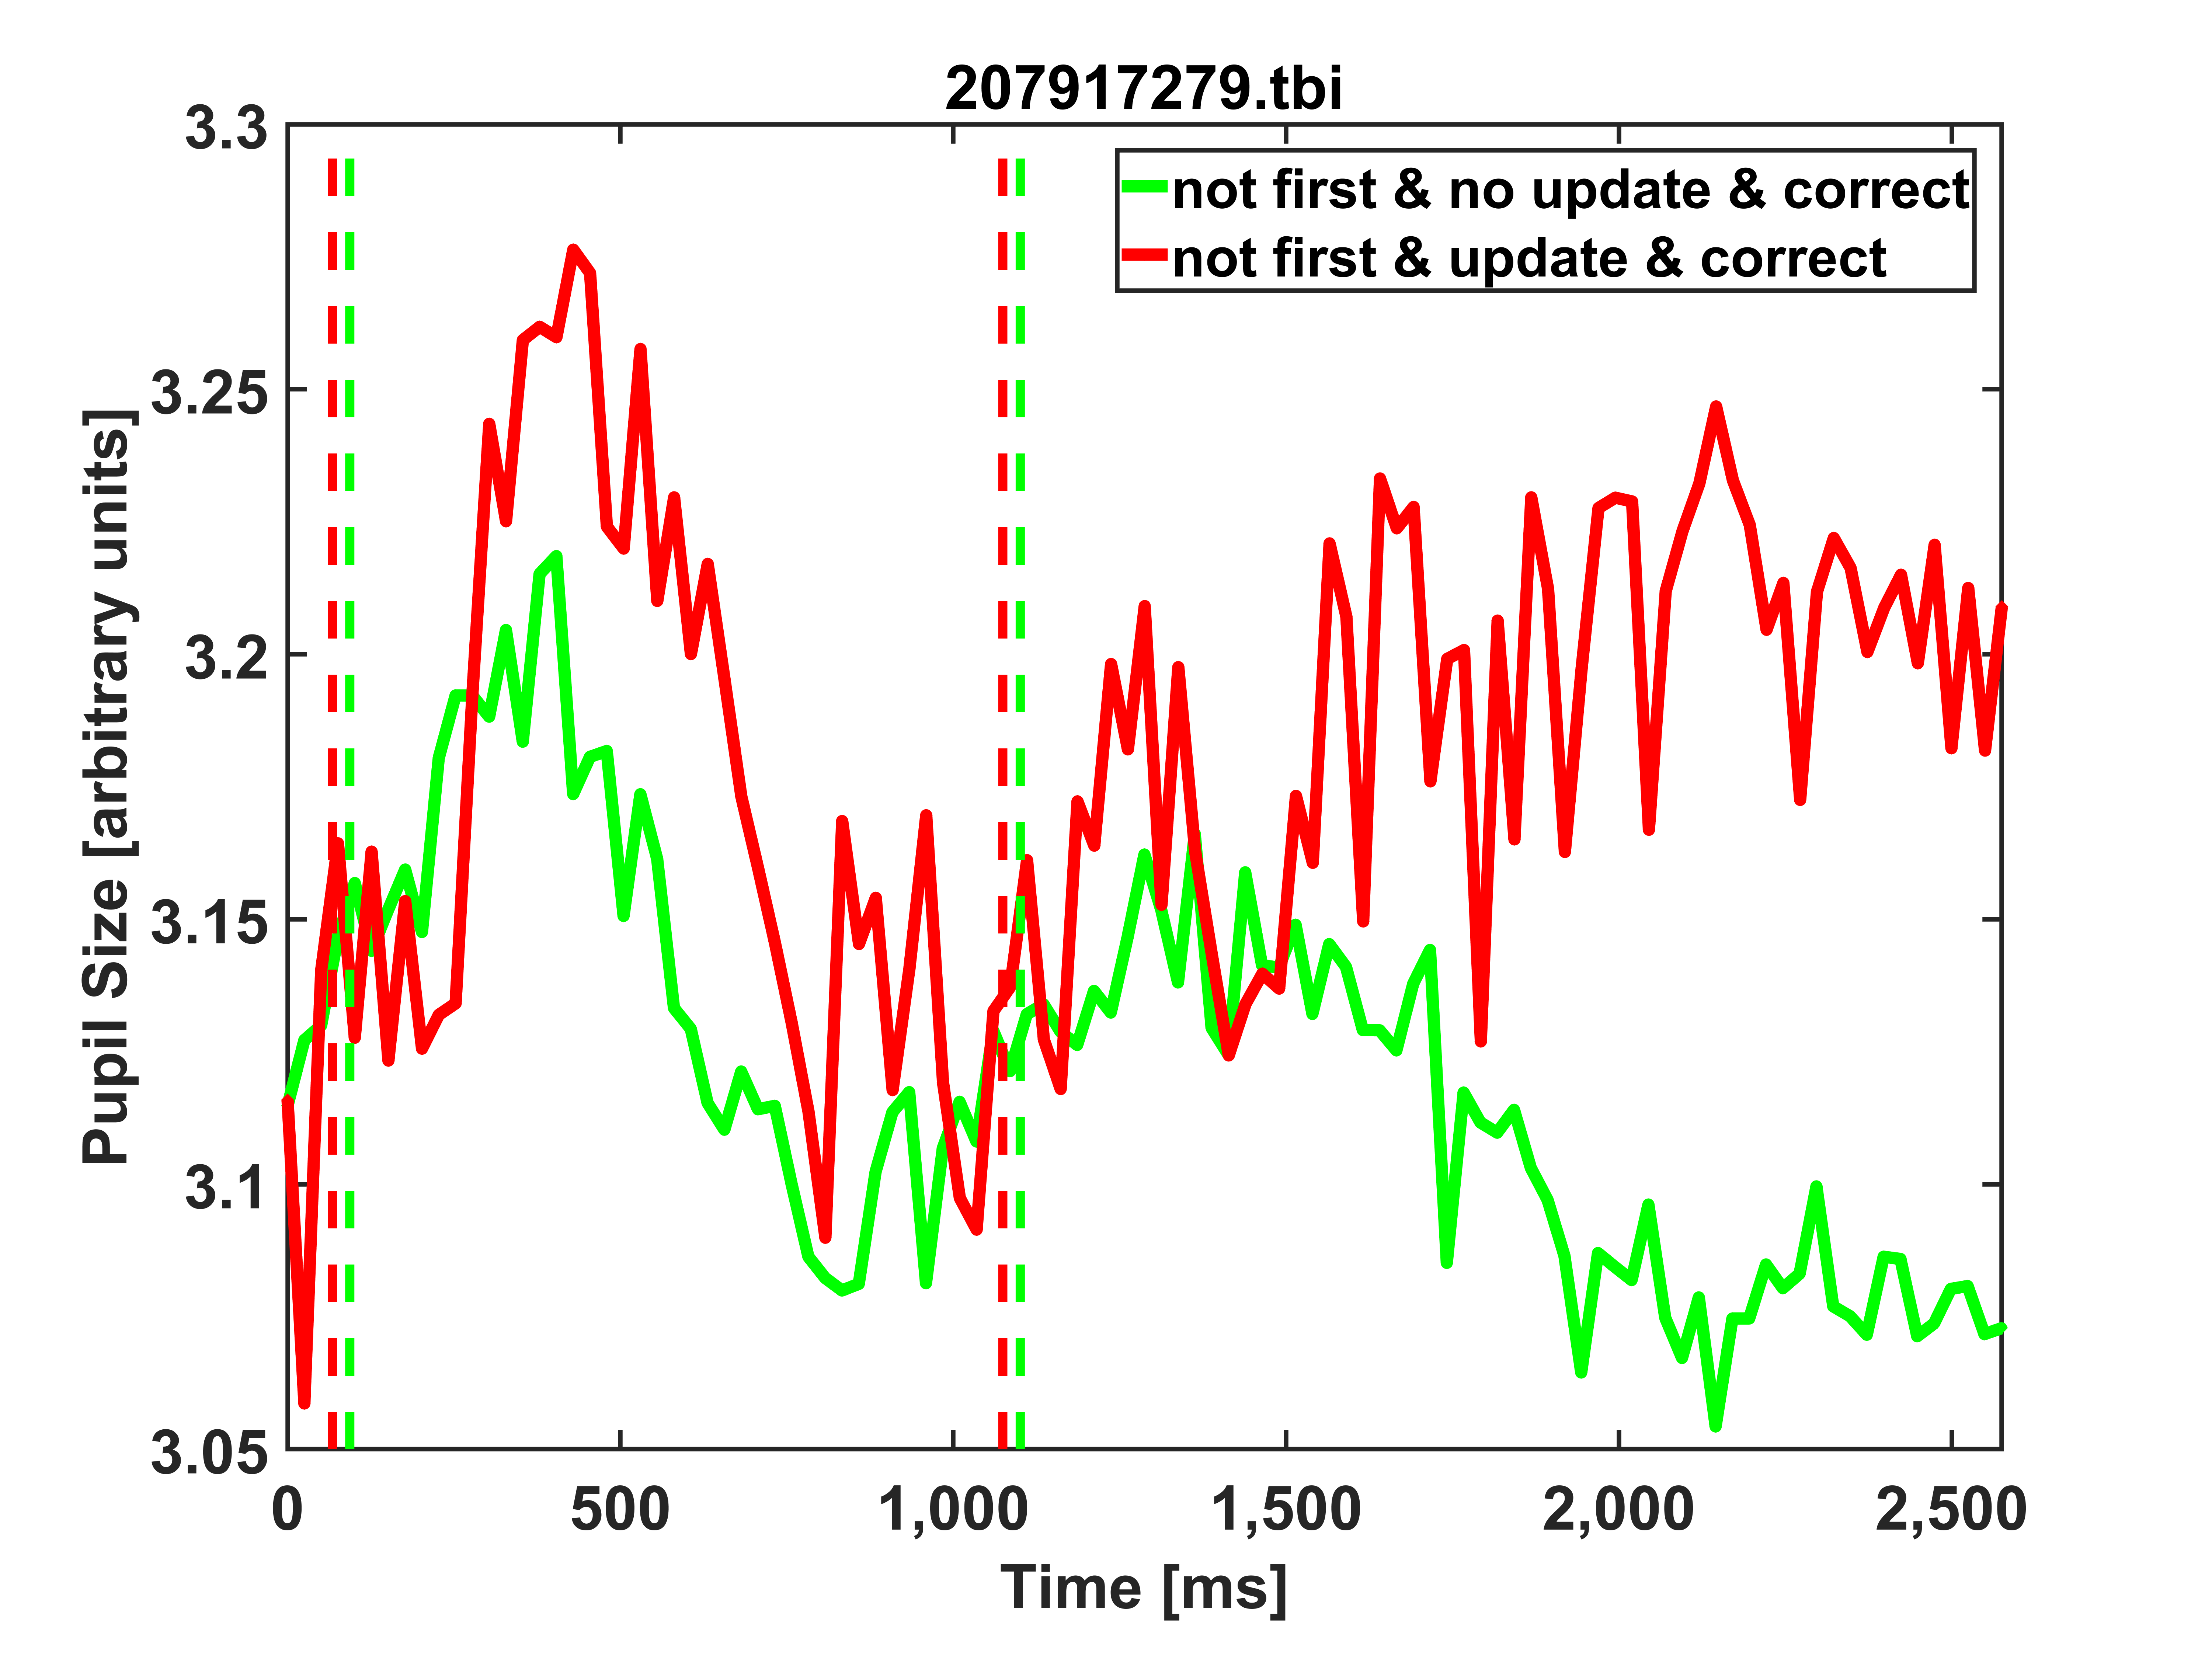 207917279.tbi
3.3
3.25
3.2
3.15
3.1
3.05
Pupil Size [arbitrary units]
not first & no update & correct
not first & update & correct
0 500 1,000 1,500 2,000 2,500
Time [ms]